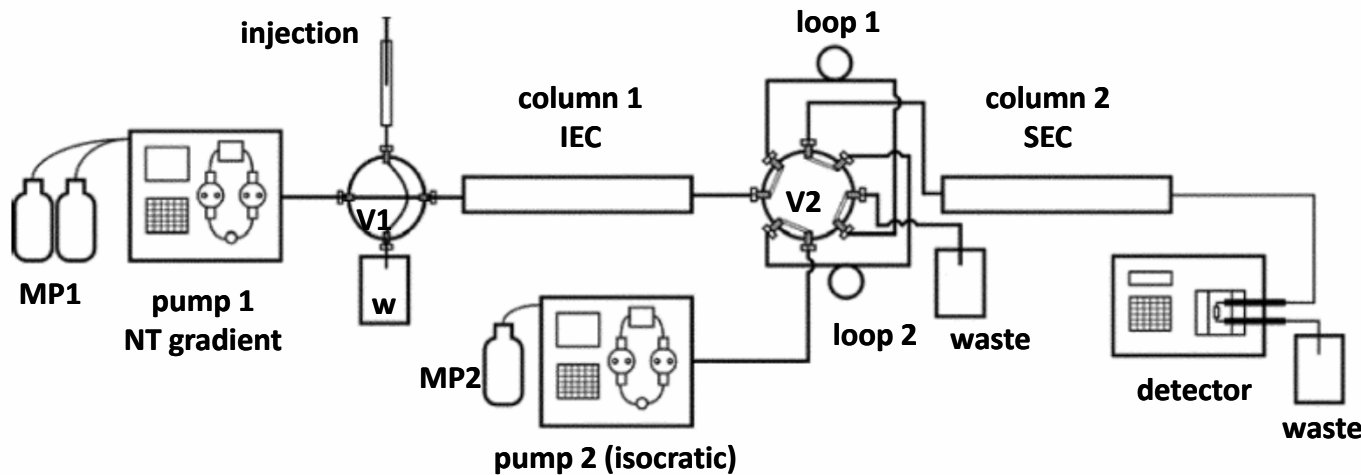 loop 1
injection
column 1
IEC
column 2
SEC
V1
V2
MP1
pump 1
NT gradient
w
MP2
loop 2
waste
detector
waste
pump 2 (isocratic)